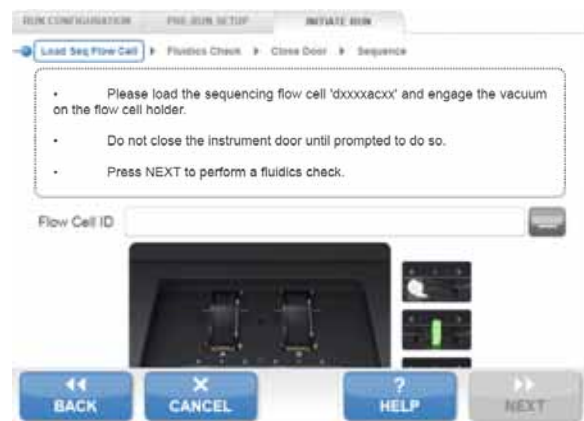 RUN CONFIGURATION PRE-RUN SETUP INITIATE RUN
Load Seq Flow Cell Fluidics Check Close Door Sequence
• Please load the sequencing flow cell 'dxxxxacxx' and engage the vacuum
on the flow cell holder.
• Do not close the instrument door until prompted to do so.
• Press NEXT to perform a fluidics check.
Flow Cell ID
A B
BACK CANCEL ? HELP NEXT